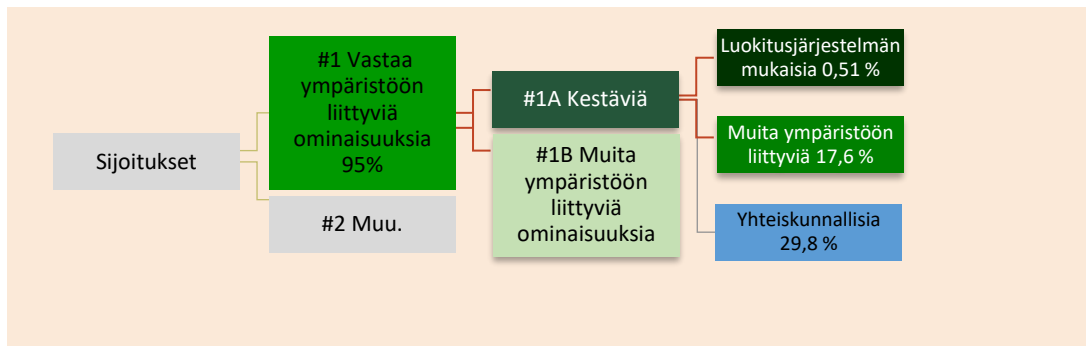 Sijoitukset
#1 Vastaa
ympäristöön
liittyviä
ominaisuuksia
95%
#2 Muu.
#1A Kestäviä
#1B Muita
ympäristöön
liittyviä
ominaisuuksia
Luokitusjärjestelmän
mukaisia 0,51 %
Muita ympäristöön
liittyviä 17,6 %
Yhteiskunnallisia
29,8 %